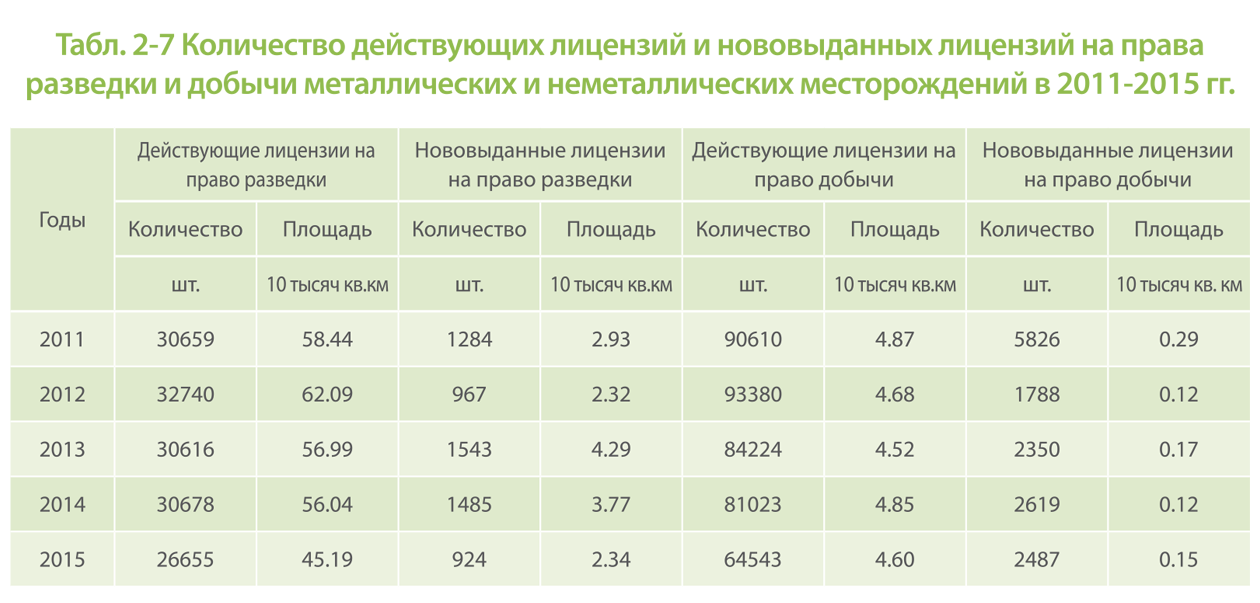 Табл. 2-7 Количество действующих лицензий и нововыданных лицензий на права
разведки и добычи металлических и неметаллических месторождений в 2011-2015 гг.
Годы
Действующие лицензии на
право разведки
Нововыданные лицензии
на право разведки
Действующие лицензии на
право добычи
Нововыданные лицензии
на право добычи
Количество Площадь Количество Площадь Количество Площадь Количество Площадь
шт. 10 тысяч кв.км шт. 10 тысяч кв.км шт. 10 тысяч кв.км шт. 10 тысяч кв. км
2011 30659 58.44 1284 2.93 90610 4.87 5826 0.29
2012 32740 62.09 967 2.32 93380 4.68 1788 0.12
2013 30616 56.99 1543 4.29 84224 4.52 2350 0.17
2014 30678 56.04 1485 3.77 81023 4.85 2619 0.12
2015 26655 45.19 924 2.34 64543 4.60 2487 0.15